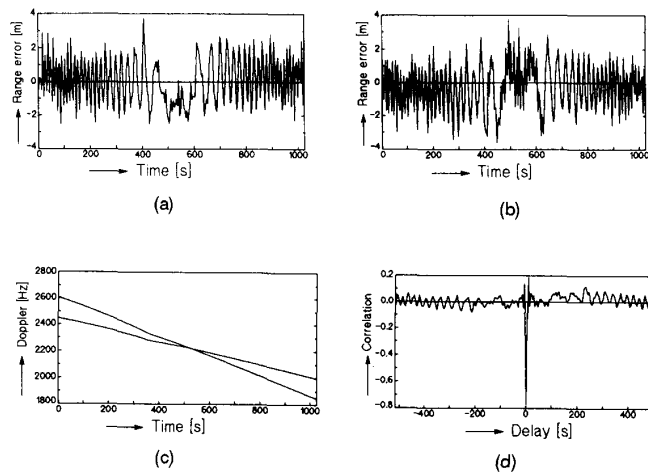 Range error [m]
4
2
0
-2
-4
0 200 400 600 800 1000
Time [s]
(a)
Range error [m]
4
2
0
-2
-4
0 200 400 600 800 1000
Time [s]
(b)
Doppler [Hz]
2800
2600
2400
2200
2000
1800
0 200 400 600 800 1000
Time [s]
(c)
Correlation
0.2
0.0
-0.2
-0.4
-0.6
-0.8
-400 -200 0 200 400
Delay [s]
(d)